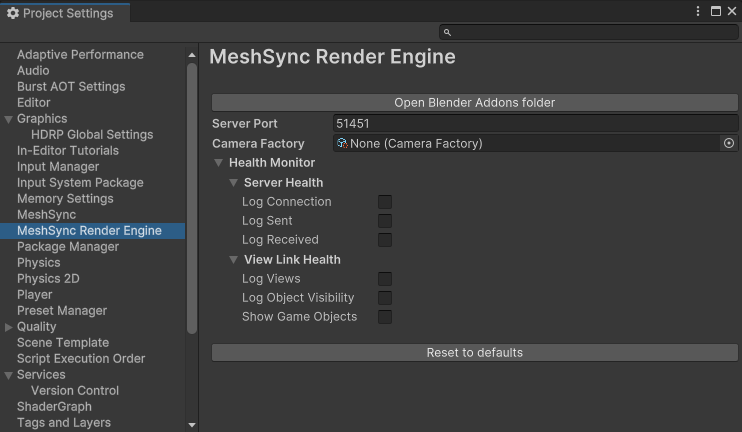 Project Settings
Adaptive Performance
Audio
Burst AOT Settings
Editor
Graphics
HDRP Global Settings
In-Editor Tutorials
Input Manager
Input System Package
Memory Settings
MeshSync
MeshSync Render Engine
Package Manager
Physics
Physics 2D
Player
Preset Manager
Quality
Scene Template
Script Execution Order
Services
Version Control
ShaderGraph
Tags and Layers
MeshSync Render Engine
Open Blender Addons folder
Server Port 51451
Camera Factory None (Camera Factory)
Health Monitor
Server Health
Log Connection
Log Sent
Log Received
View Link Health
Log Views
Log Object Visibility
Show Game Objects
Reset to defaults